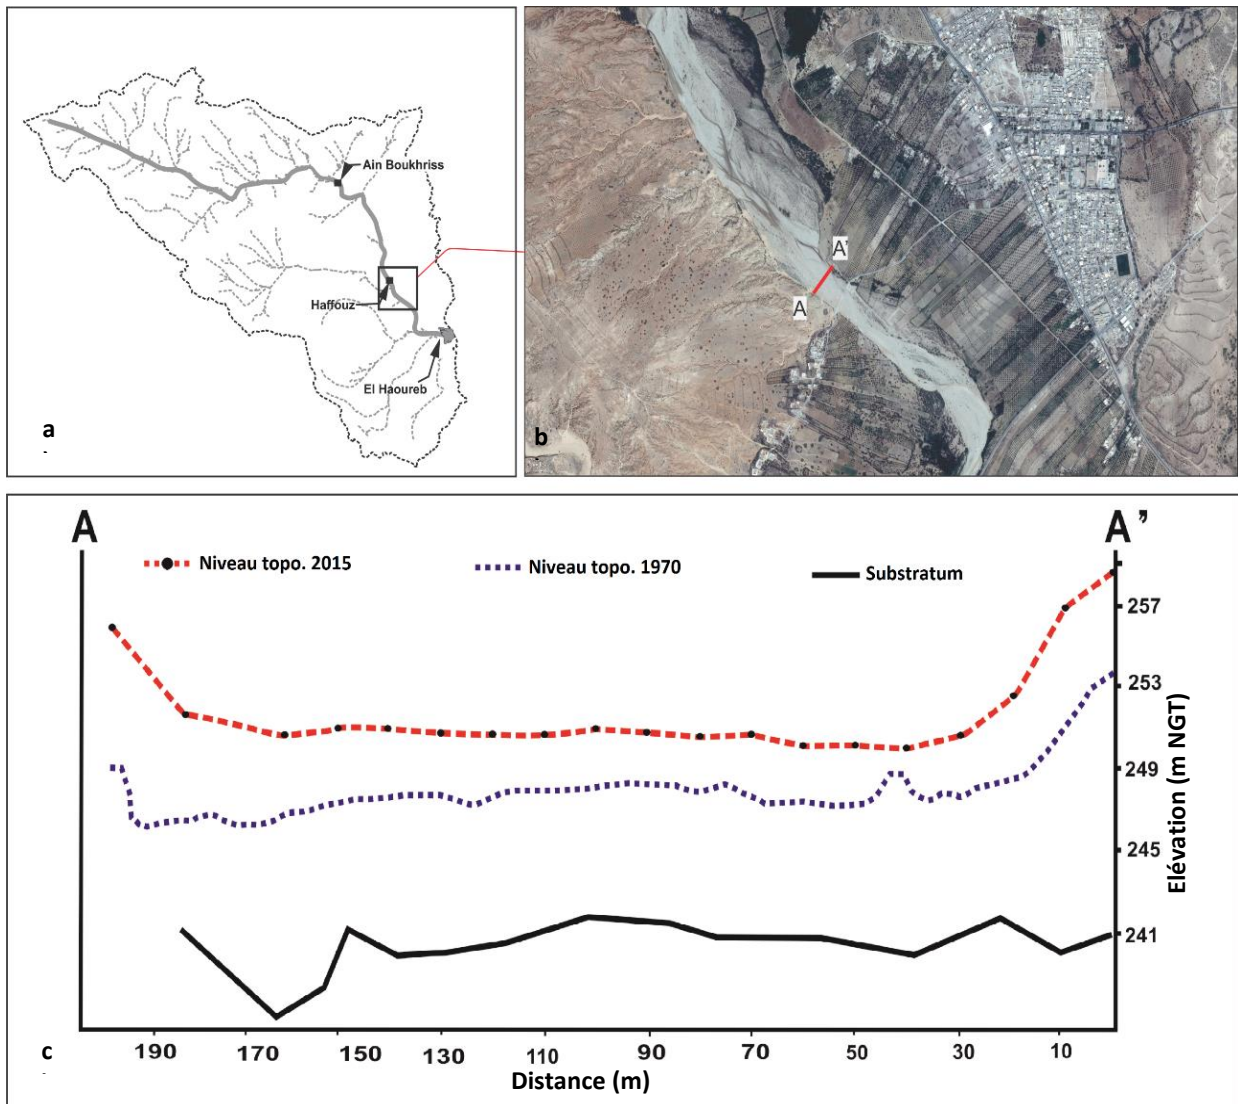 Ain Boukhriss
Haffouz
El Haoureb
a
A'
A
b
A
A’
Niveau topo. 2015
Niveau topo. 1970
Substratum
257
253
249
245
241
Elévation (m NGT)
190 170 150 130 110 90 70 50 30 10
Distance (m)
c